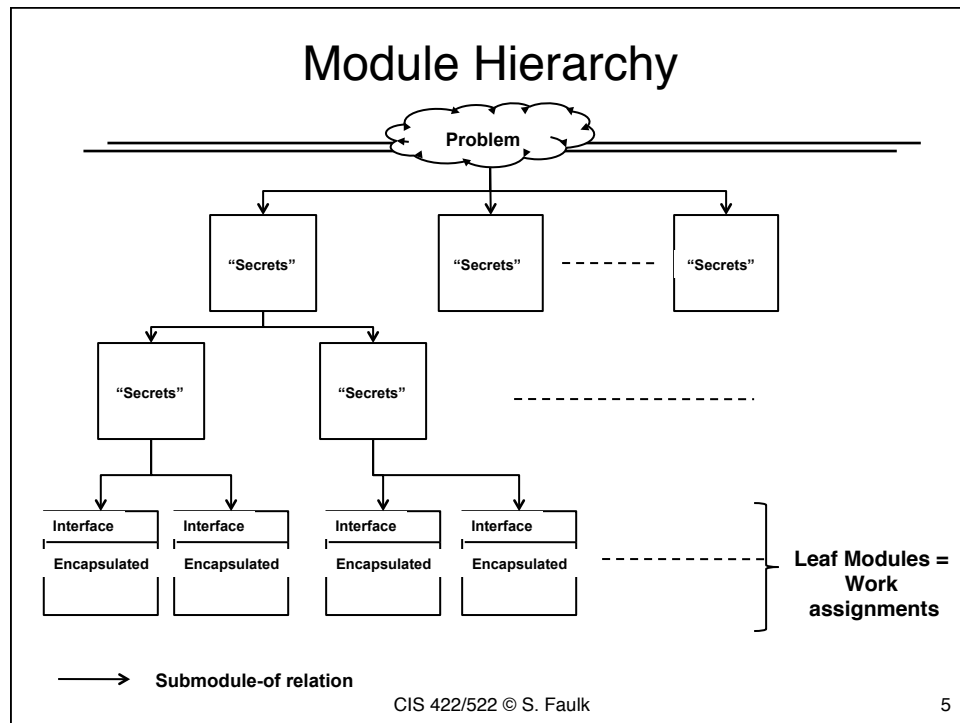 Module Hierarchy
Problem
“Secrets”
“Secrets”
“Secrets”
“Secrets”
“Secrets”
Interface
Interface
Interface
Interface
Encapsulated
Encapsulated
Encapsulated
Encapsulated
Leaf Modules =
Work
assignments
Submodule-of relation
CIS 422/522 © S. Faulk
5